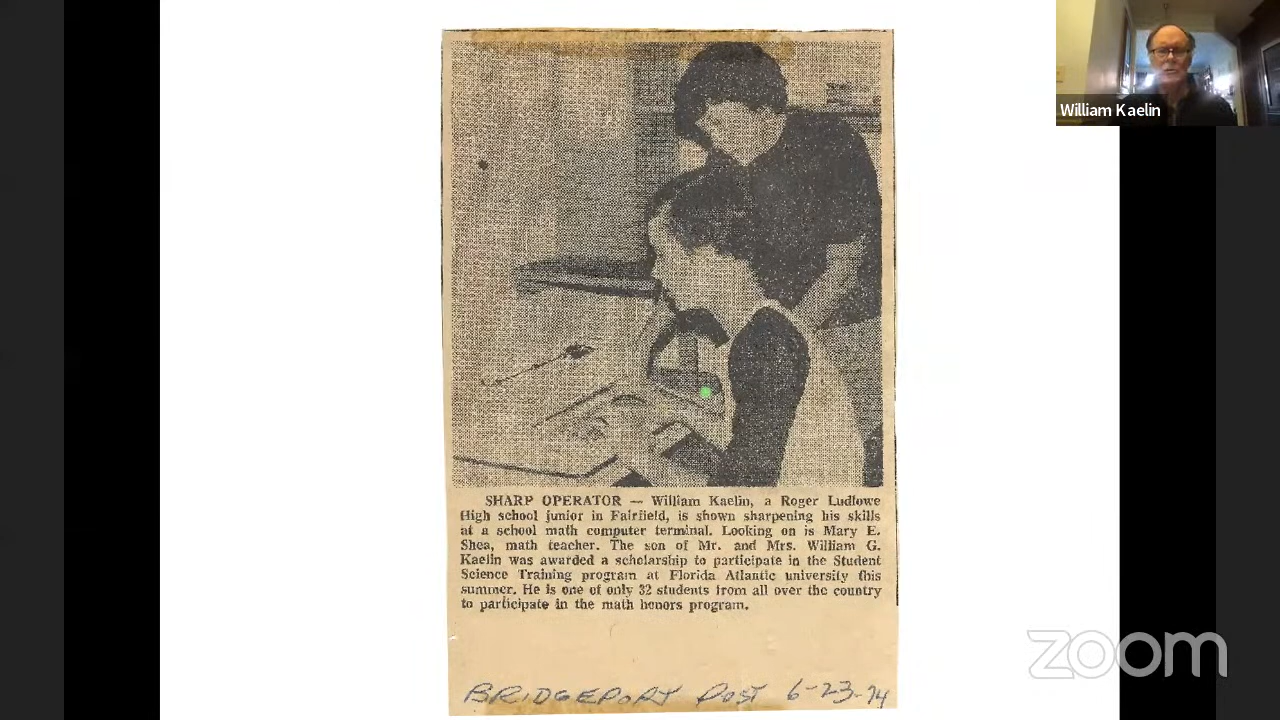 William Kaelin
SHARP OPERATOR — William Kaelin, a Roger Ludlowe
High school junior in Fairfield, is shown sharpening his skills
at a school math computer terminal. Looking on is Mary E.
Shea, math teacher. The son of Mr. and Mrs. William G.
Kaelin was awarded a scholarship to participate in the Student
Science Training program at Florida Atlantic university this
summer. He is one of only 32 students from all over the country
to participate in the math honors program.
zoom
BRIDGEPORT POST 6-23-74